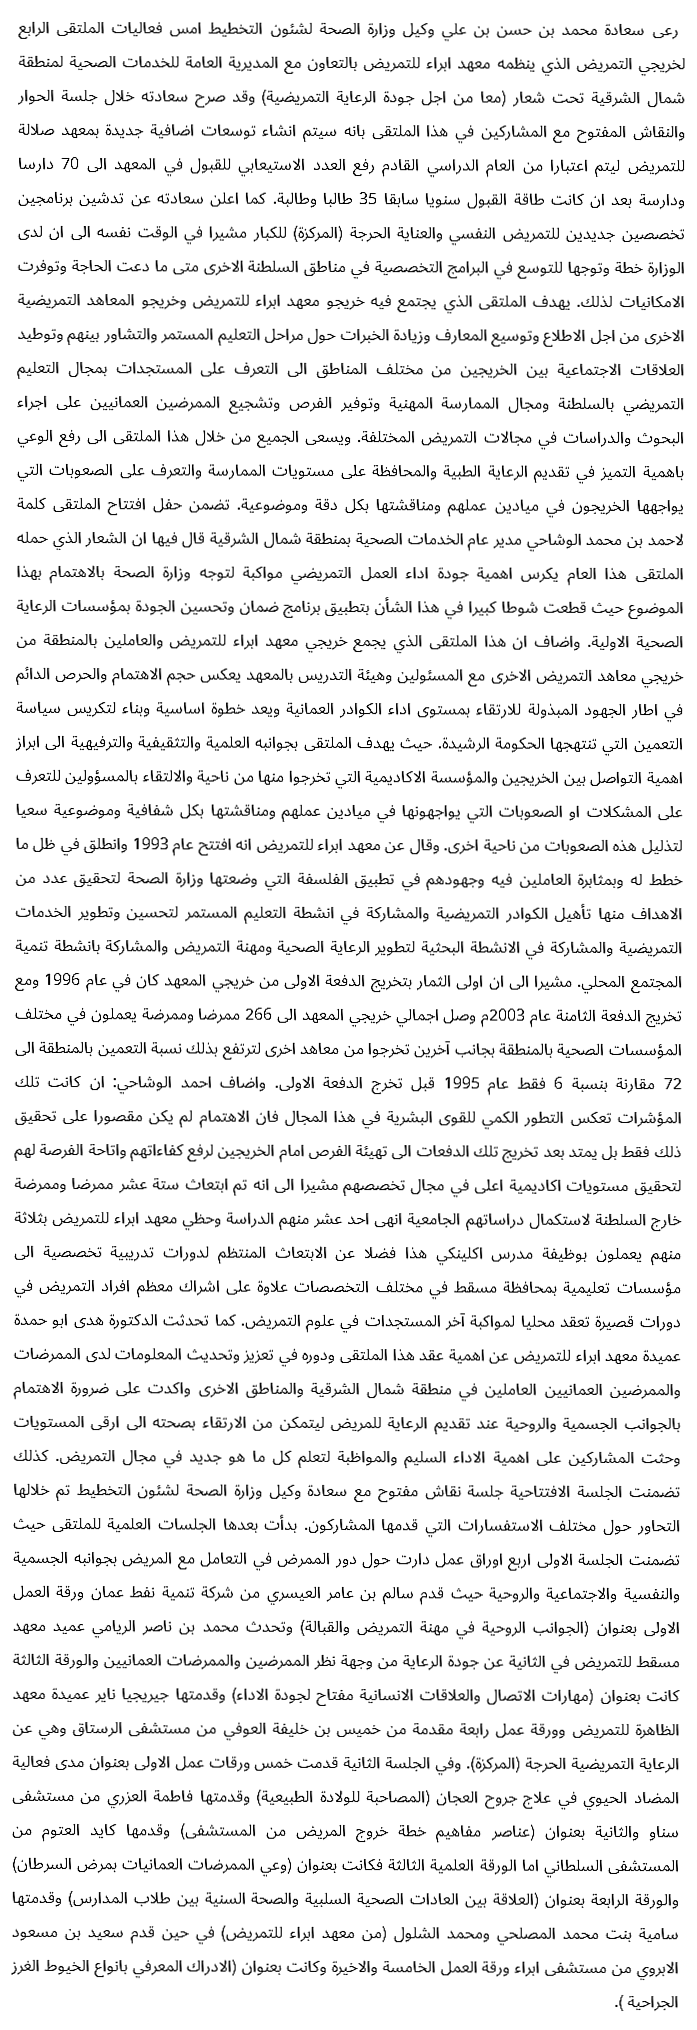 رعى سعادة محمد بن حسن بن علي وكيل وزارة الصحة لشئون التخطيط امس فعاليات الملتقى الرابع
لخريجي التمريض الذي ينظمه معهد ابراء للتمريض بالتعاون مع المديرية العامة للخدمات الصحية لمنطقة
شمال الشرقية تحت شعار (معا من اجل جودة الرعاية التمريضية) وقد صرح سعادته خلال جلسة الحوار
والنقاش المفتوح مع المشاركين في هذا الملتقى بانه سيتم انشاء توسعات اضافية جديدة بمعهد صلالة
للتمريض ليتم اعتبارا من العام الدراسي القادم رفع العدد الاستيعابي للقبول في المعهد الى 70 دارسا
ودارسة بعد ان كانت طاقة القبول سنويا سابقا 35 طالبا وطالبة. كما اعلن سعادته عن تدشين برنامجين
تخصصين جديدين للتمريض النفسي والعناية الحرجة (المركزة) للكبار مشيرا في الوقت نفسه الى ان لدى
الوزارة خطة وتوجها للتوسع في البرامج التخصصية في مناطق السلطنة الاخرى متى ما دعت الحاجة وتوفرت
الامكانيات لذلك. يهدف الملتقى الذي يجتمع فيه خريجو معهد ابراء للتمريض وخريجو المعاهد التمريضية
الاخرى من اجل الاطلاع وتوسيع المعارف وزيادة الخبرات حول مراحل التعليم المستمر والتشاور بينهم وتوطيد
العلاقات الاجتماعية بين الخريجين من مختلف المناطق الى التعرف على المستجدات بمجال التعليم
التمريضي بالسلطنة ومجال الممارسة المهنية وتوفير الفرص وتشجيع الممرضين العمانيين على اجراء
البحوث والدراسات في مجالات التمريض المختلفة. ويسعى الجميع من خلال هذا الملتقى الى رفع الوعي
باهمية التميز في تقديم الرعاية الطبية والمحافظة على مستويات الممارسة والتعرف على الصعوبات التي
يواجهها الخريجون في ميادين عملهم ومناقشتها بكل دقة وموضوعية. تضمن حفل افتتاح الملتقى كلمة
لاحمد بن محمد الوشاحي مدير عام الخدمات الصحية بمنطقة شمال الشرقية قال فيها ان الشعار الذي حمله
الملتقى هذا العام يكرس اهمية جودة اداء العمل التمريضي مواكبة لتوجه وزارة الصحة بالاهتمام بهذا
الموضوع حيث قطعت شوطا كبيرا في هذا الشأن بتطبيق برنامج ضمان وتحسين الجودة بمؤسسات الرعاية
الصحية الاولية. واضاف ان هذا الملتقى الذي يجمع خريجي معهد ابراء للتمريض والعاملين بالمنطقة من
خريجي معاهد التمريض الاخرى مع المسئولين وهيئة التدريس بالمعهد يعكس حجم الاهتمام والحرص الدائم
في اطار الجهود المبذولة للارتقاء بمستوى اداء الكوادر العمانية ويعد خطوة اساسية وبناء لتكريس سياسة
التعمين التي تنتهجها الحكومة الرشيدة. حيث يهدف الملتقى بجوانبه العلمية والتثقيفية والترفيهية الى ابراز
اهمية التواصل بين الخريجين والمؤسسة الاكاديمية التي تخرجوا منها من ناحية والالتقاء بالمسؤولين للتعرف
على المشكلات او الصعوبات التي يواجهونها في ميادين عملهم ومناقشتها بكل شفافية وموضوعية سعيا
لتذليل هذه الصعوبات من ناحية اخرى. وقال عن معهد ابراء للتمريض انه افتتح عام 1993 وانطلق في ظل ما
خطط له وبمثابرة العاملين فيه وجهودهم في تطبيق الفلسفة التي وضعتها وزارة الصحة لتحقيق عدد من
الاهداف منها تأهيل الكوادر التمريضية والمشاركة في انشطة التعليم المستمر لتحسين وتطوير الخدمات
التمريضية والمشاركة في الانشطة البحثية لتطوير الرعاية الصحية ومهنة التمريض والمشاركة بانشطة تنمية
المجتمع المحلي. مشيرا الى ان اولى الثمار بتخريج الدفعة الاولى من خريجي المعهد كان في عام 1996 ومع
تخريج الدفعة الثامنة عام 2003م وصل اجمالي خريجي المعهد الى 266 ممرضا وممرضة يعملون في مختلف
المؤسسات الصحية بالمنطقة بجانب آخرين تخرجوا من معاهد اخرى لترتفع بذلك نسبة التعمين بالمنطقة الى
72 مقارنة بنسبة 6 فقط عام 1995 قبل تخرج الدفعة الاولى. واضاف احمد الوشاحي: ان كانت تلك
المؤشرات تعكس التطور الكمي للقوى البشرية في هذا المجال فان الاهتمام لم يكن مقصورا على تحقيق
ذلك فقط بل يمتد بعد تخريج تلك الدفعات الى تهيئة الفرص امام الخريجين لرفع كفاءاتهم واتاحة الفرصة لهم
لتحقيق مستويات اكاديمية اعلى في مجال تخصصهم مشيرا الى انه تم ابتعاث ستة عشر ممرضا وممرضة
خارج السلطنة لاستكمال دراساتهم الجامعية انهى احد عشر منهم الدراسة وحظي معهد ابراء للتمريض بثلاثة
منهم يعملون بوظيفة مدرس اكلينكي هذا فضلا عن الابتعاث المنتظم لدورات تدريبية تخصصية الى
مؤسسات تعليمية بمحافظة مسقط في مختلف التخصصات علاوة على اشراك معظم افراد التمريض في
دورات قصيرة تعقد محليا لمواكبة آخر المستجدات في علوم التمريض. كما تحدثت الدكتورة هدى ابو حمدة
عميدة معهد ابراء للتمريض عن اهمية عقد هذا الملتقى ودوره في تعزيز وتحديث المعلومات لدى الممرضات
والممرضين العمانيين العاملين في منطقة شمال الشرقية والمناطق الاخرى واكدت على ضرورة الاهتمام
بالجوانب الجسمية والروحية عند تقديم الرعاية للمريض ليتمكن من الارتقاء بصحته الى ارقى المستويات
وحثت المشاركين على اهمية الاداء السليم والمواظبة لتعلم كل ما هو جديد في مجال التمريض. كذلك
تضمنت الجلسة الافتتاحية جلسة نقاش مفتوح مع سعادة وكيل وزارة الصحة لشئون التخطيط تم خلالها
التحاور حول مختلف الاستفسارات التي قدمها المشاركون. بدأت بعدها الجلسات العلمية للملتقى حيث
تضمنت الجلسة الاولى اربع اوراق عمل دارت حول دور الممرض في التعامل مع المريض بجوانبه الجسمية
والنفسية والاجتماعية والروحية حيث قدم سالم بن عامر العيسري من شركة تنمية نفط عمان ورقة العمل
الاولى بعنوان (الجوانب الروحية في مهنة التمريض والقبالة) وتحدث محمد بن ناصر الريامي عميد معهد
مسقط للتمريض في الثانية عن جودة الرعاية من وجهة نظر الممرضين والممرضات العمانيين والورقة الثالثة
كانت بعنوان (مهارات الاتصال والعلاقات الانسانية مفتاح لجودة الاداء) وقدمتها جيريجيا ناير عميدة معهد
الظاهرة للتمريض وورقة عمل رابعة مقدمة من خميس بن خليفة العوفي من مستشفى الرستاق وهي عن
الرعاية التمريضية الحرجة (المركزة). وفي الجلسة الثانية قدمت خمس ورقات عمل الاولى بعنوان مدى فعالية
المضاد الحيوي في علاج جروح العجان (المصاحبة للولادة الطبيعية) وقدمتها فاطمة العزري من مستشفى
سناو والثانية بعنوان (عناصر مفاهيم خطة خروج المريض من المستشفى) وقدمها كايد العتوم من
المستشفى السلطاني اما الورقة العلمية الثالثة فكانت بعنوان (وعي الممرضات العمانيات بمرض السرطان)
والورقة الرابعة بعنوان (العلاقة بين العادات الصحية السلبية والصحة السنية بين طلاب المدارس) وقدمتها
سامية بنت محمد المصلحي ومحمد الشلول (من معهد ابراء للتمريض) في حين قدم سعيد بن مسعود
الابروي من مستشفى ابراء ورقة العمل الخامسة والاخيرة وكانت بعنوان (الادراك المعرفي بانواع الخيوط الغرز
الجراحية ).